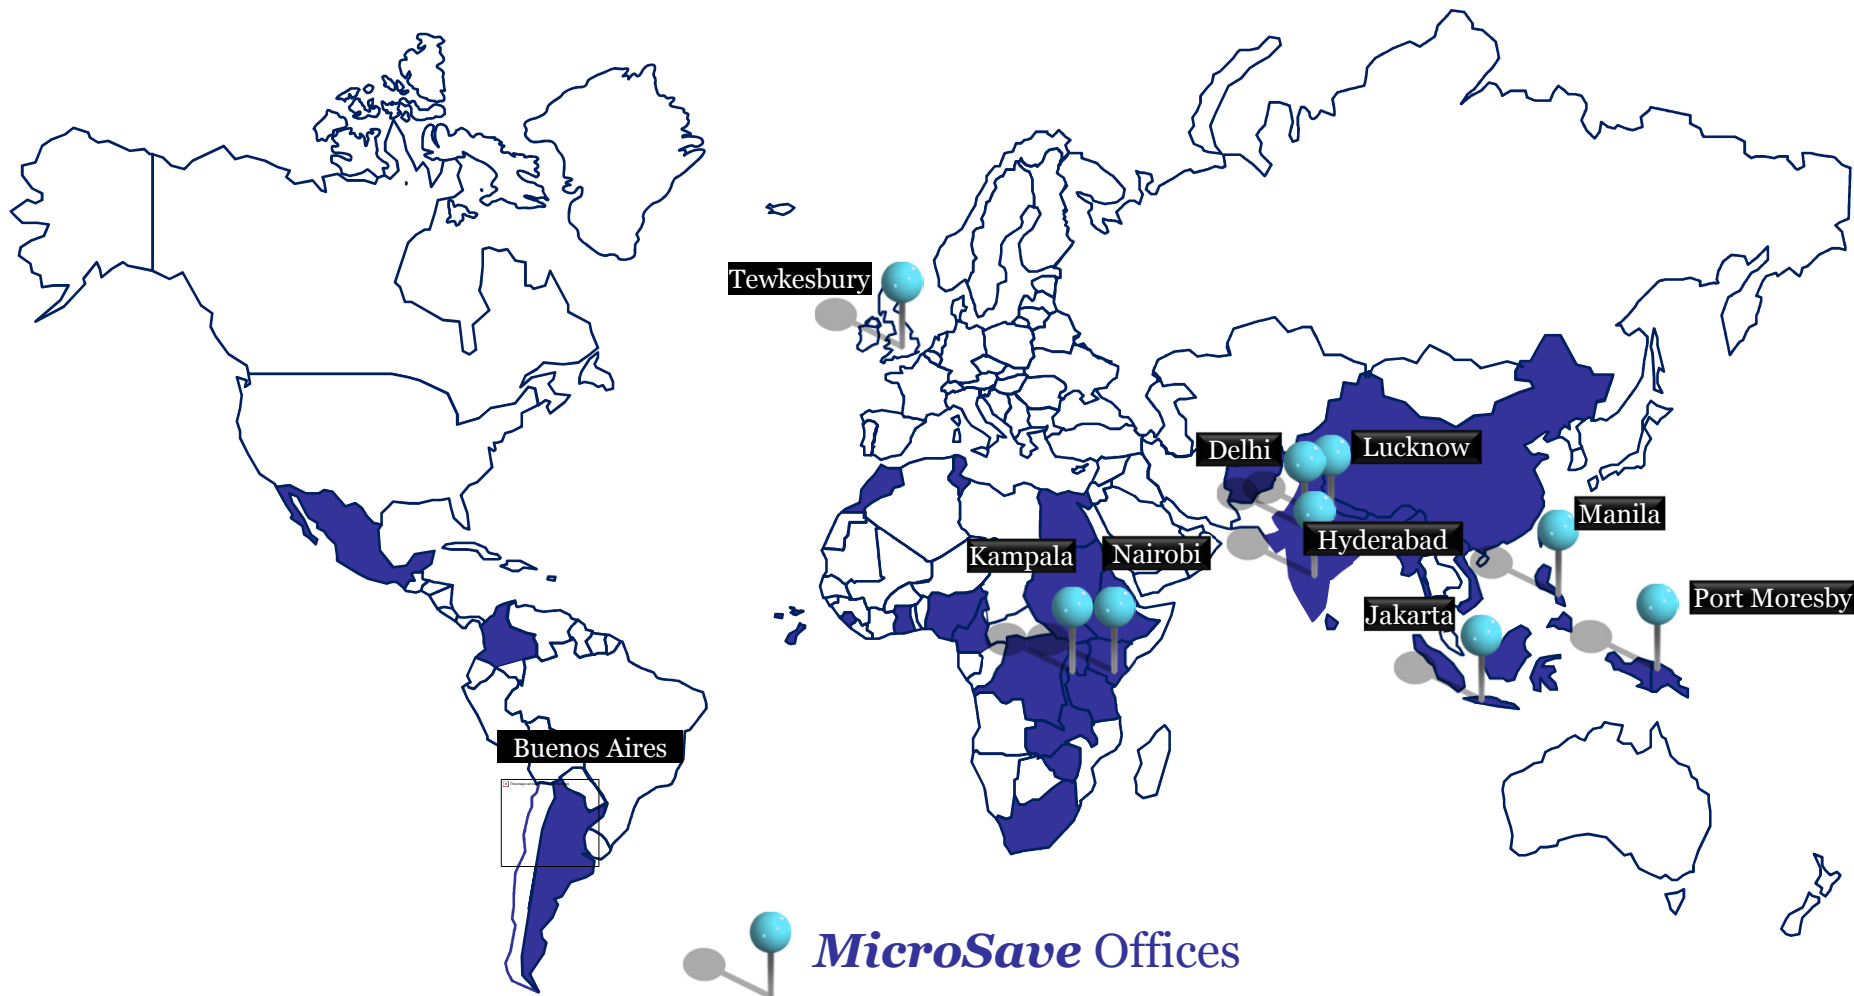 Tewkesbury
Delhi
Lucknow
Manila
Hyderabad
Kampala
Nairobi
Port Moresby
Jakarta
Buenos Aires
MicroSave Offices